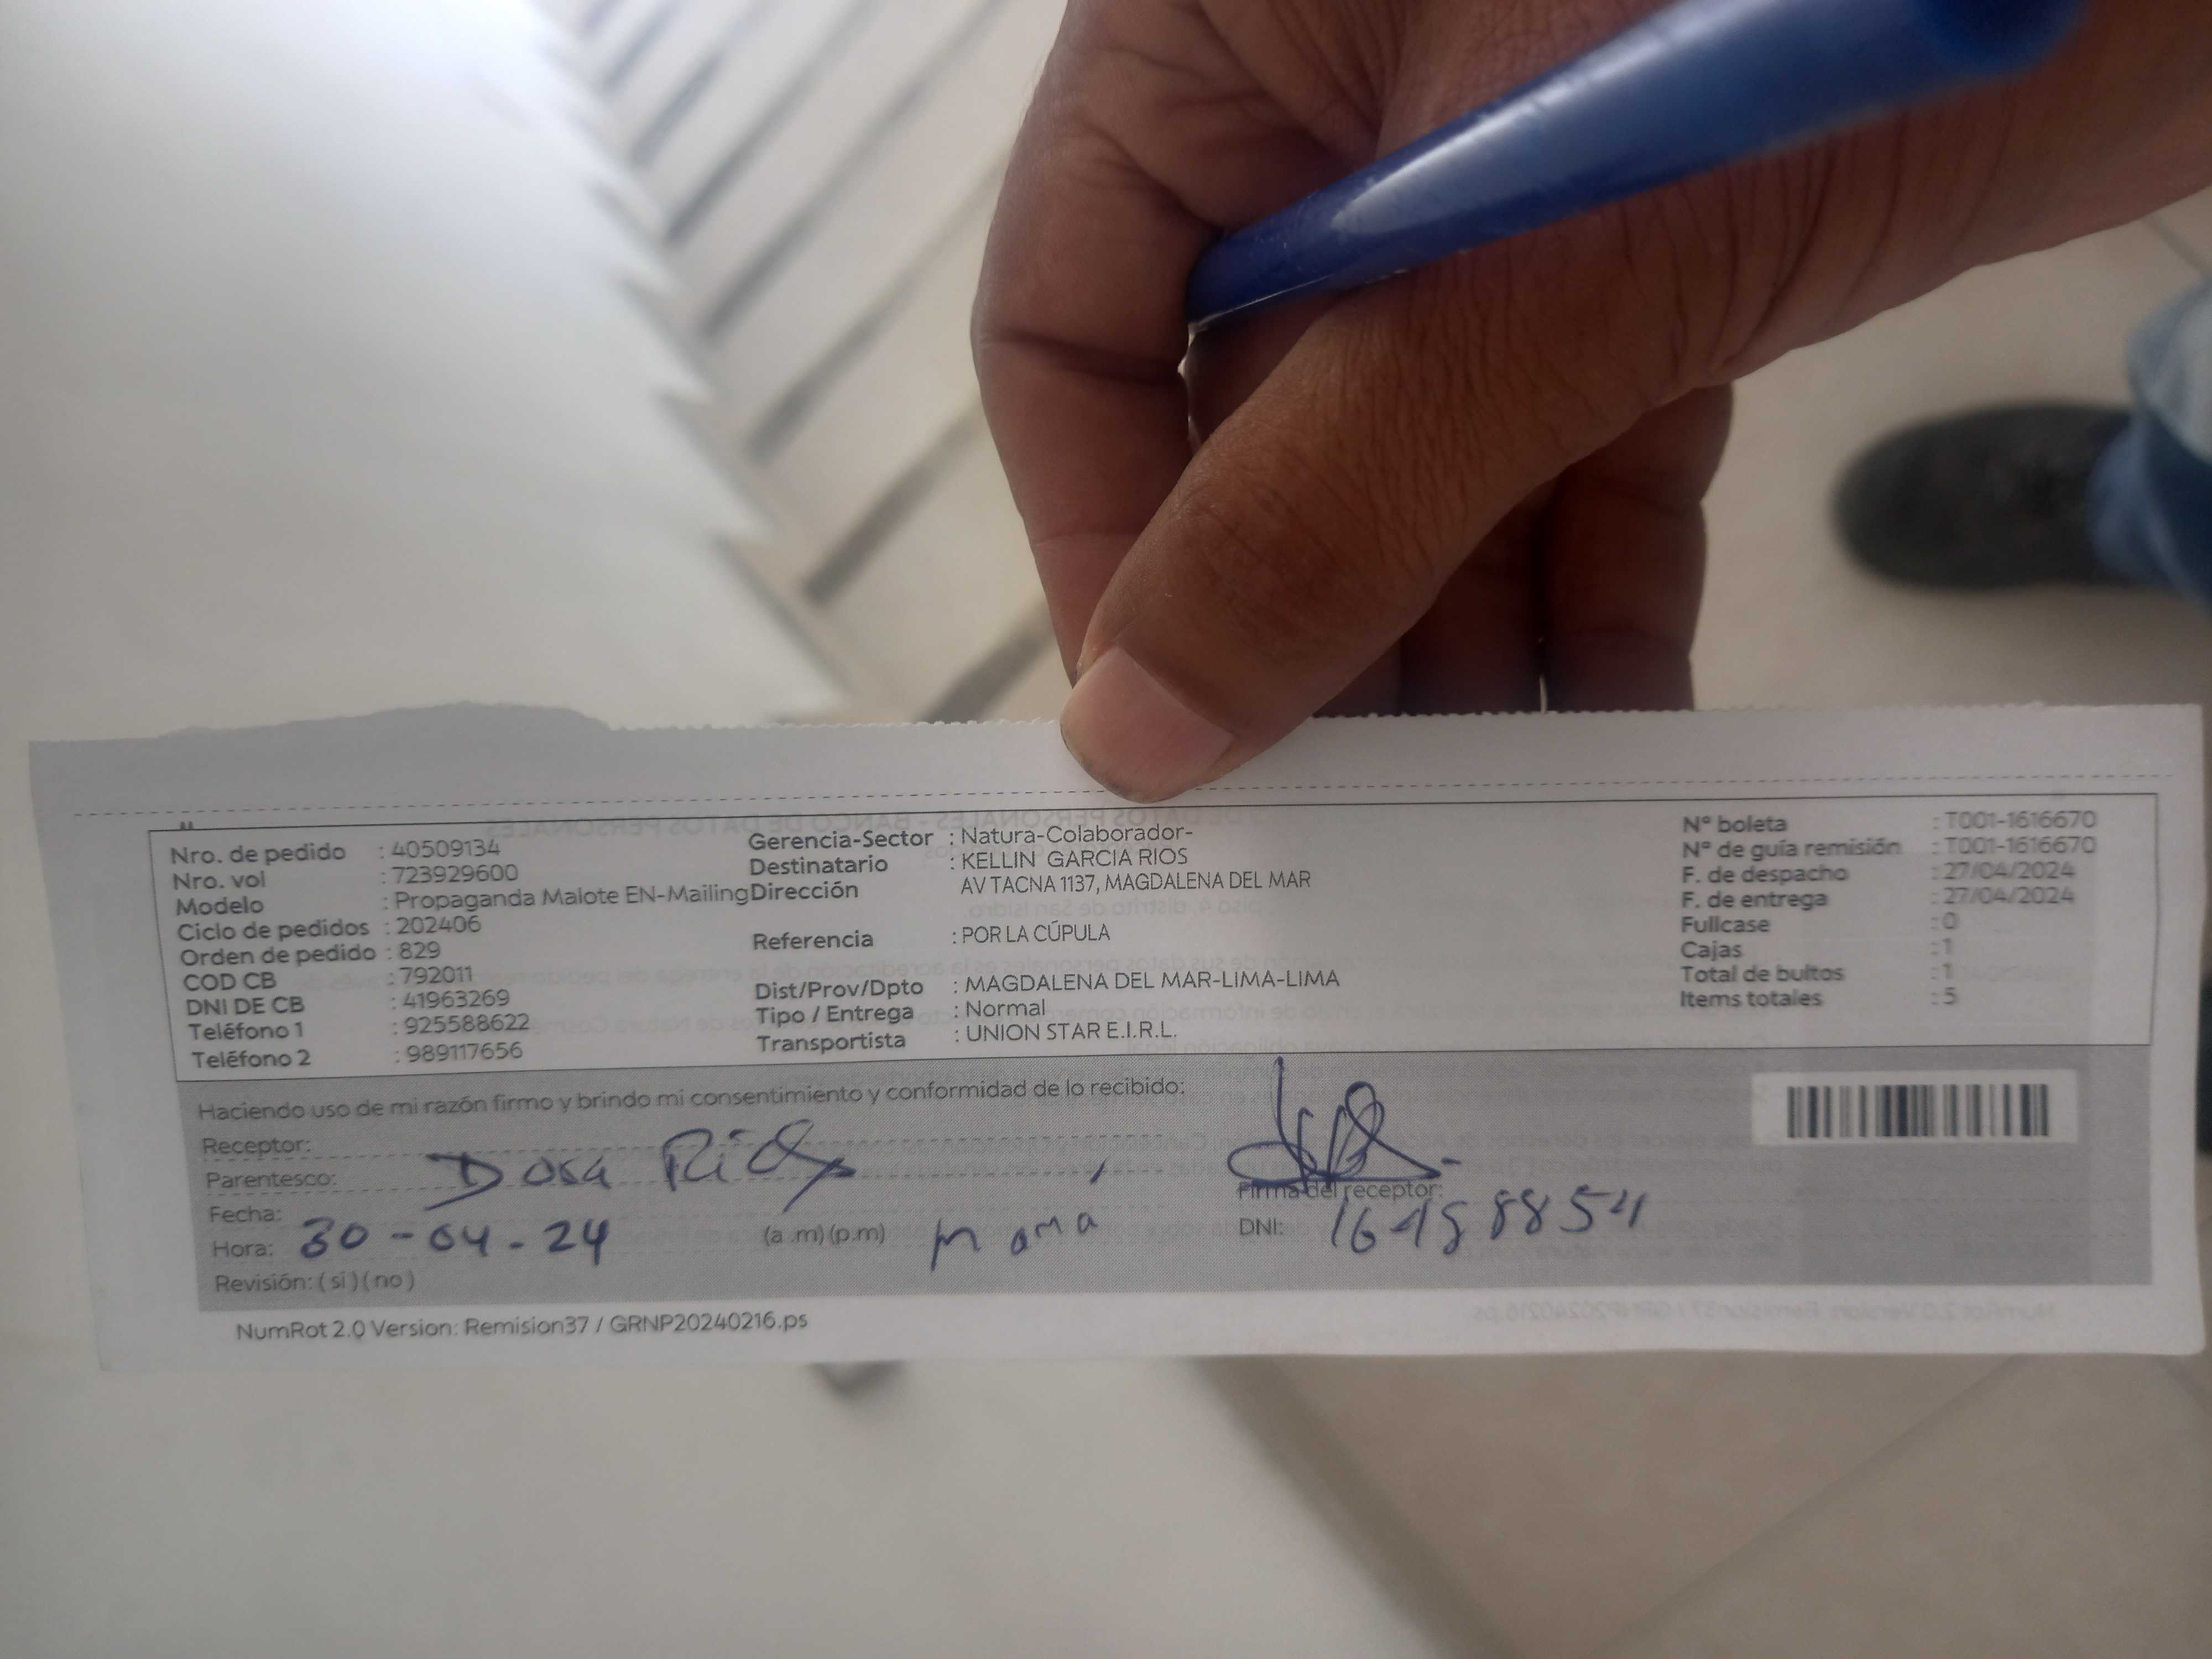 Nro. de pedido : 40509134
Nro. vol : 723929600
Modelo : Propaganda Malote EN-Mailing
Ciclo de pedidos : 202406
Orden de pedido : 829
COD CB : 792011
DNI DE CB : 41963269
Teléfono 1 : 925588622
Teléfono 2 : 989117656
Gerencia-Sector : Natura-Colaborador-
Destinatario : KELLIN GARCIA RIOS
Dirección AV TACNA 1137, MAGDALENA DEL MAR
Referencia : POR LA CÚPULA
Dist/Prov/Dpto : MAGDALENA DEL MAR-LIMA-LIMA
Tipo / Entrega : Normal
Transportista : UNION STAR E.I.R.L.
Nº boleta : T001-1616670
Nº de guía remisión : T001-1616670
F. de despacho : 27/04/2024
F. de entrega : 27/04/2024
Fullcase : 0
Cajas : 1
Total de bultos : 1
Items totales : 5
Haciendo uso de mi razón firmo y brindo mi consentimiento y conformidad de lo recibido:
Receptor:
Parentesco:
Fecha:
Hora: 30-04-24 (a .m) (p.m) mama
Revisión: ( si ) ( no )
Firma del receptor:
DNI:
NumRot 2.0 Version: Remision37 / GRNP20240216.ps